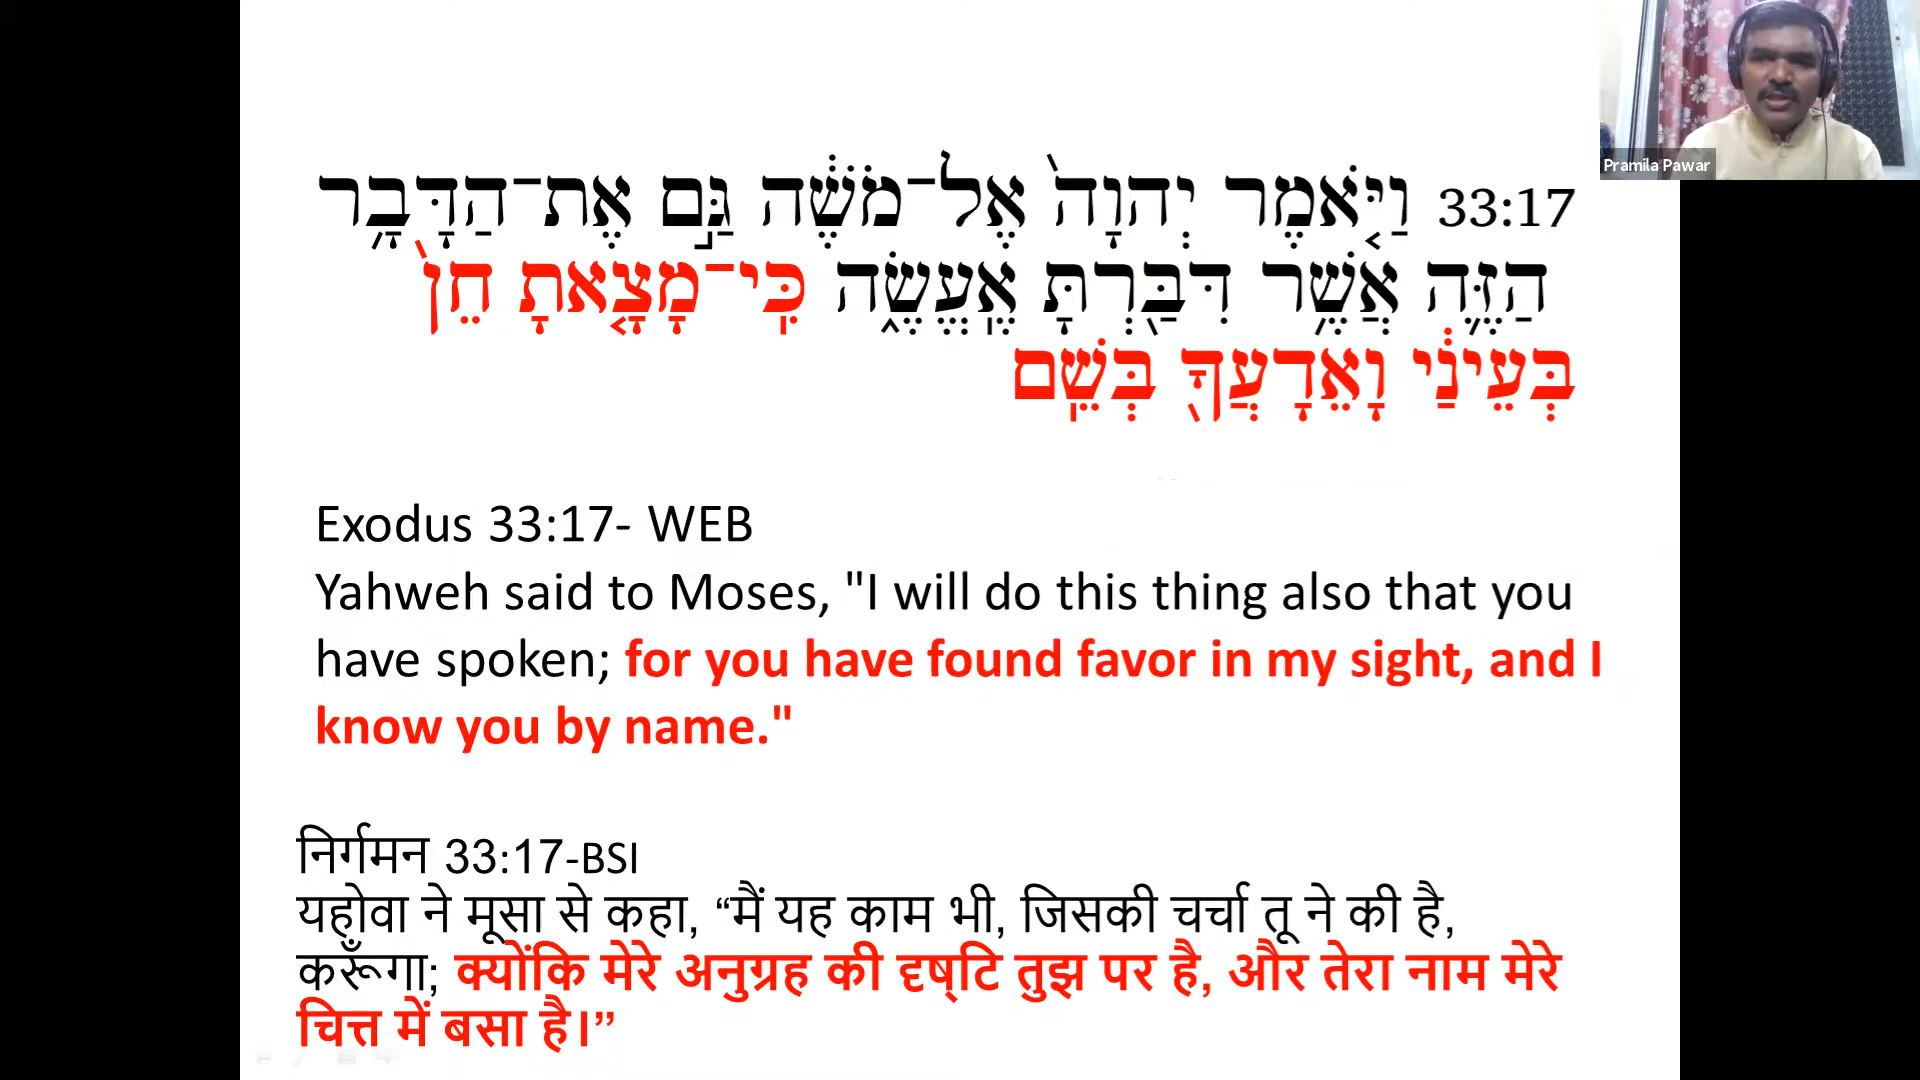 Pramila Pawar
33:17 וַיֹּ֨אמֶר יְהוָה֙ אֶל־מֹשֶׁ֔ה גַּ֣ם אֶת־הַדָּבָ֥ר
הַזֶּ֛ה אֲשֶׁ֥ר דִּבַּ֖רְתָּ אֶֽעֱשֶׂ֑ה כִּֽי־מָצָ֤אתָ חֵן֙
בְּעֵינַ֔י וָאֵדָעֲךָ֖ בְּשֵֽׁם
Exodus 33:17- WEB
Yahweh said to Moses, "I will do this thing also that you
have spoken; for you have found favor in my sight, and I
know you by name."
निर्गमन 33:17-BSI
यहोवा ने मूसा से कहा, “मैं यह काम भी, जिसकी चर्चा तू ने की है,
करूँगा; क्योंकि मेरे अनुग्रह की दृष्‍टि तुझ पर है, और तेरा नाम मेरे
चित्त में बसा है।”